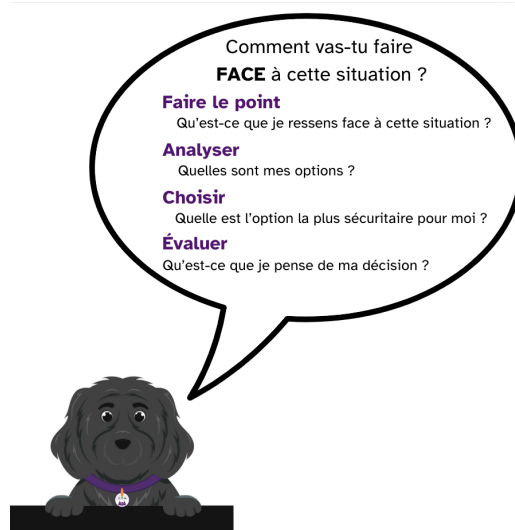 Comment vas-tu faire
FACE à cette situation ?
Faire le point
Qu'est-ce que je ressens face à cette situation ?
Analyser
Quelles sont mes options ?
Choisir
Quelle est l'option la plus sécuritaire pour moi ?
Évaluer
Qu'est-ce que je pense de ma décision ?